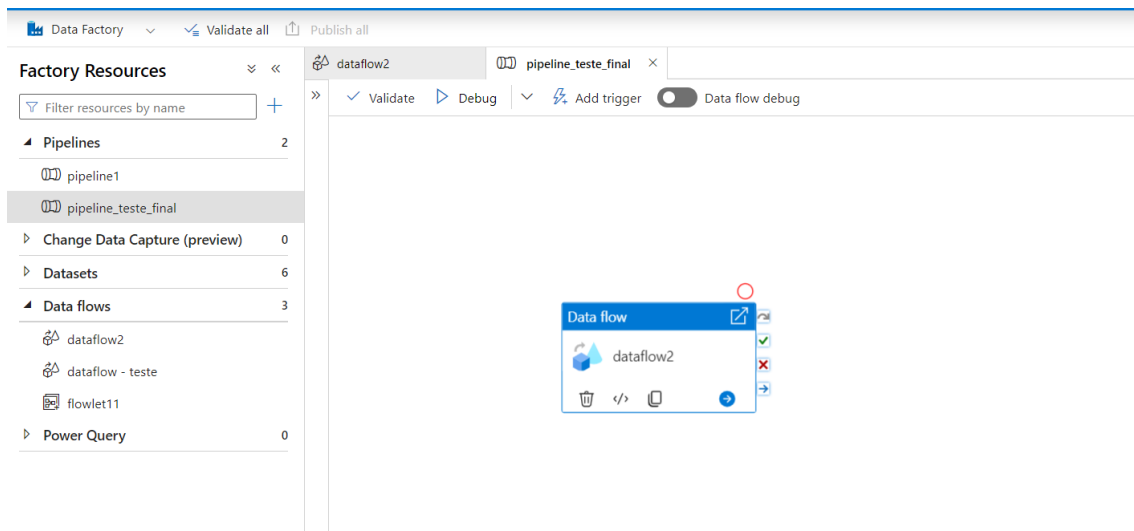 Data Factory Validate all Publish all
Factory Resources
Filter resources by name
Pipelines 2
pipeline1
pipeline_teste_final
Change Data Capture (preview) 0
Datasets 6
Data flows 3
dataflow2
dataflow - teste
flowlet11
Power Query 0
dataflow2 pipeline_teste_final
Validate Debug Add trigger Data flow debug
Data flow
dataflow2